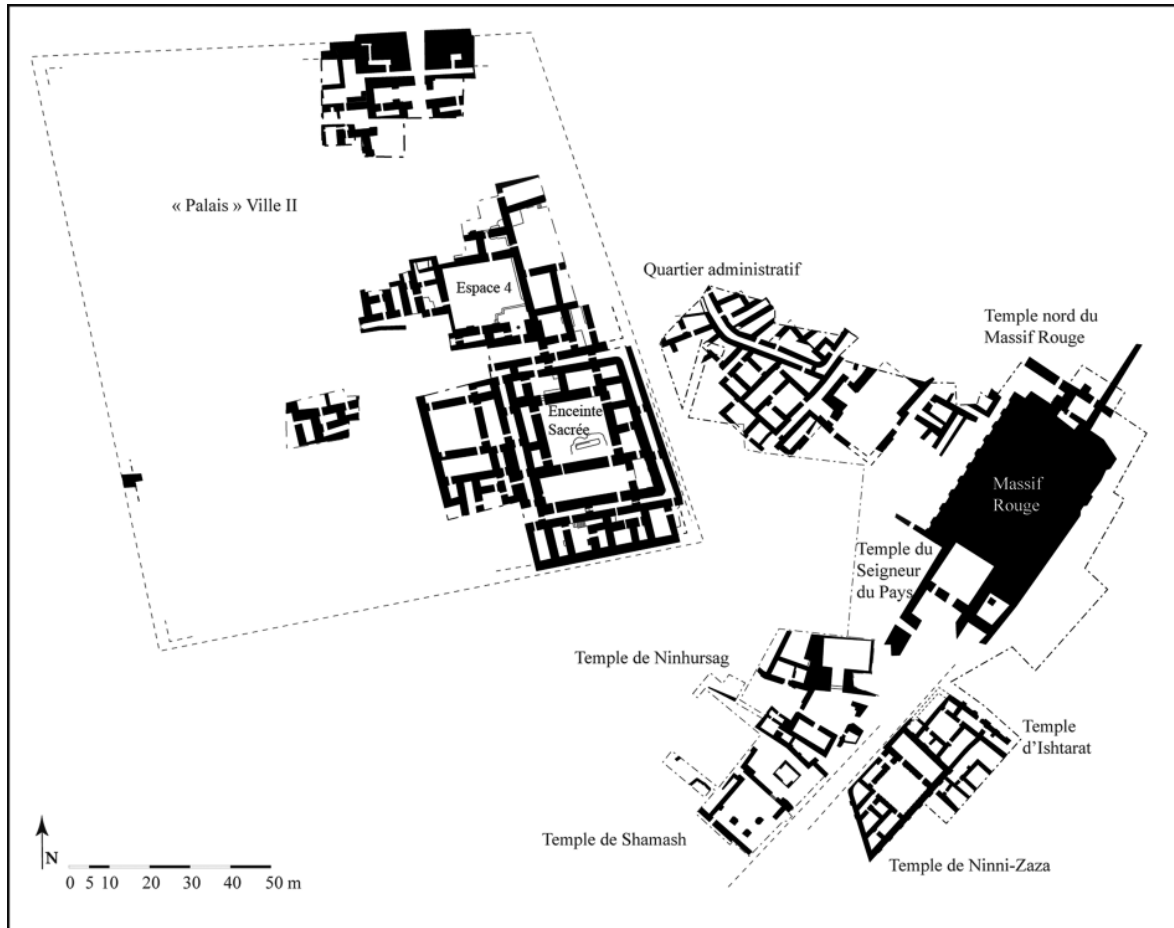 « Palais » Ville II
Espace 4
Quartier administratif
Temple nord du
Massif Rouge
Enceinte
Sacrée
Massif
Rouge
Temple du
Seigneur
du Pays
Temple de Ninhursag
Temple
d'Ishtarat
Temple de Shamash
Temple de Ninni-Zaza
N
0 5 10 20 30 40 50 m